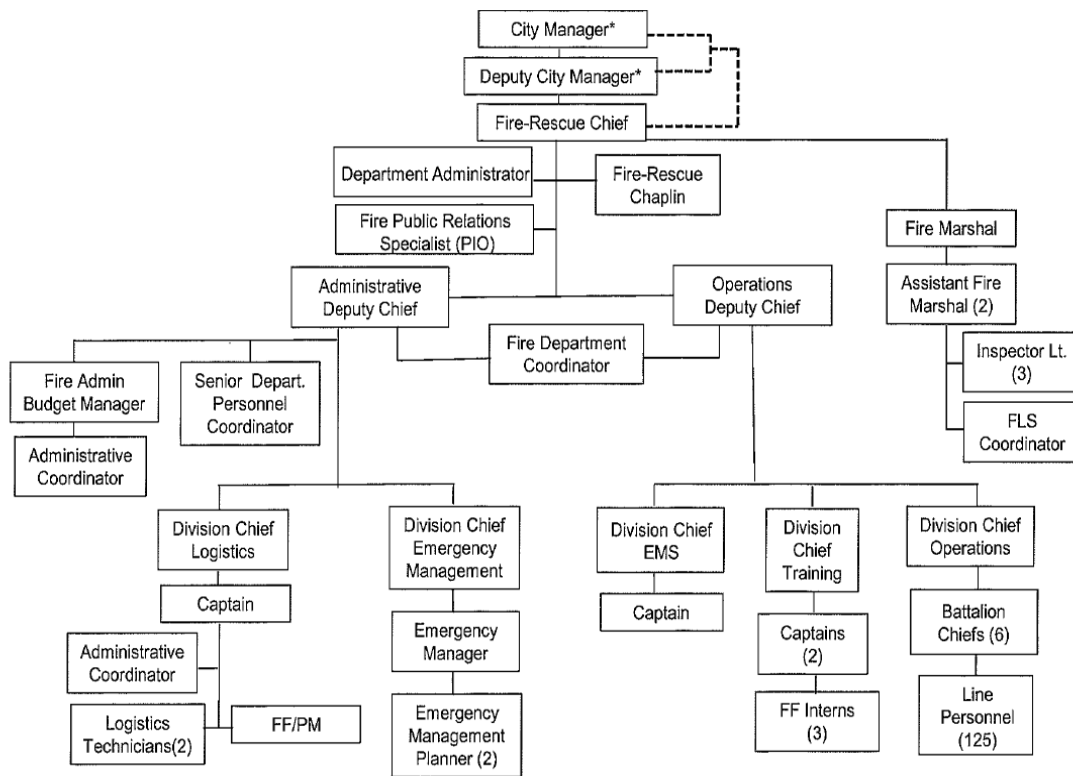 City Manager*
Deputy City Manager*
Fire-Rescue Chief
Department Administrator
Fire-Rescue
Chaplin
Fire Public Relations
Specialist (PIO)
Fire Marshal
Administrative
Deputy Chief
Operations
Deputy Chief
Assistant Fire
Marshal (2)
Fire Department
Coordinator
Inspector Lt.
(3)
Fire Admin
Budget Manager
Senior Depart.
Personnel
Coordinator
FLS
Coordinator
Administrative
Coordinator
Division Chief
Logistics
Division Chief
Emergency
Management
Division Chief
EMS
Division
Chief
Training
Division Chief
Operations
Captain
Emergency
Manager
Captain
Captains
(2)
Battalion
Chiefs (6)
Administrative
Coordinator
Logistics
Technicians(2)
FF/PM
Emergency
Management
Planner (2)
FF Interns
(3)
Line
Personnel
(125)